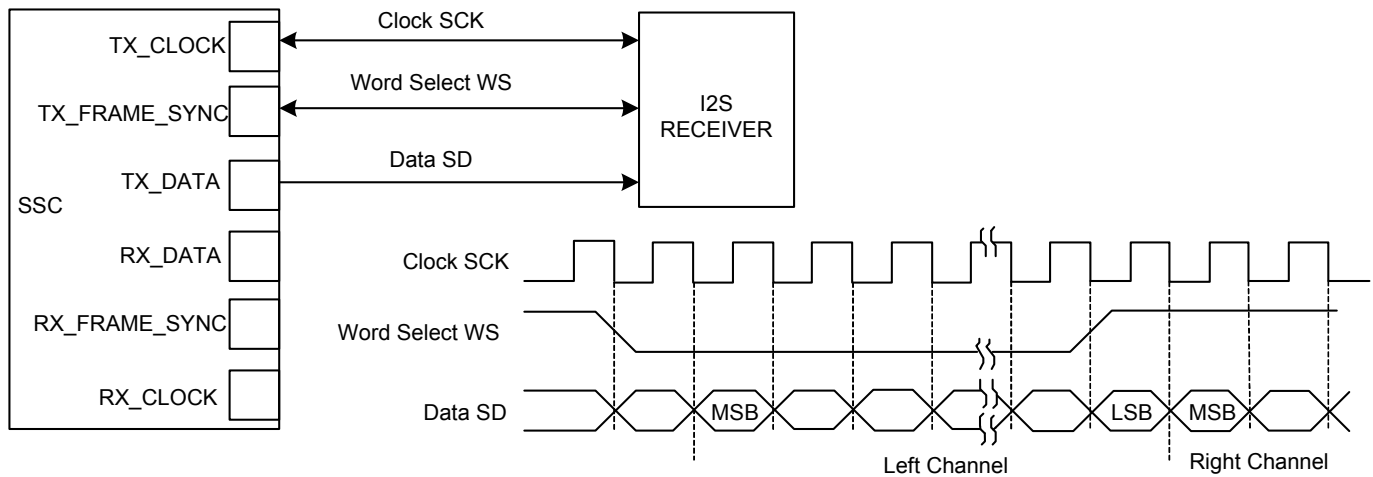 SSC
TX_CLOCK
TX_FRAME_SYNC
TX_DATA
RX_DATA
RX_FRAME_SYNC
RX_CLOCK
Clock SCK
Word Select WS
Data SD
I2S
RECEIVER
Clock SCK
Word Select WS
Data SD
MSB
LSB
MSB
Left Channel
Right Channel